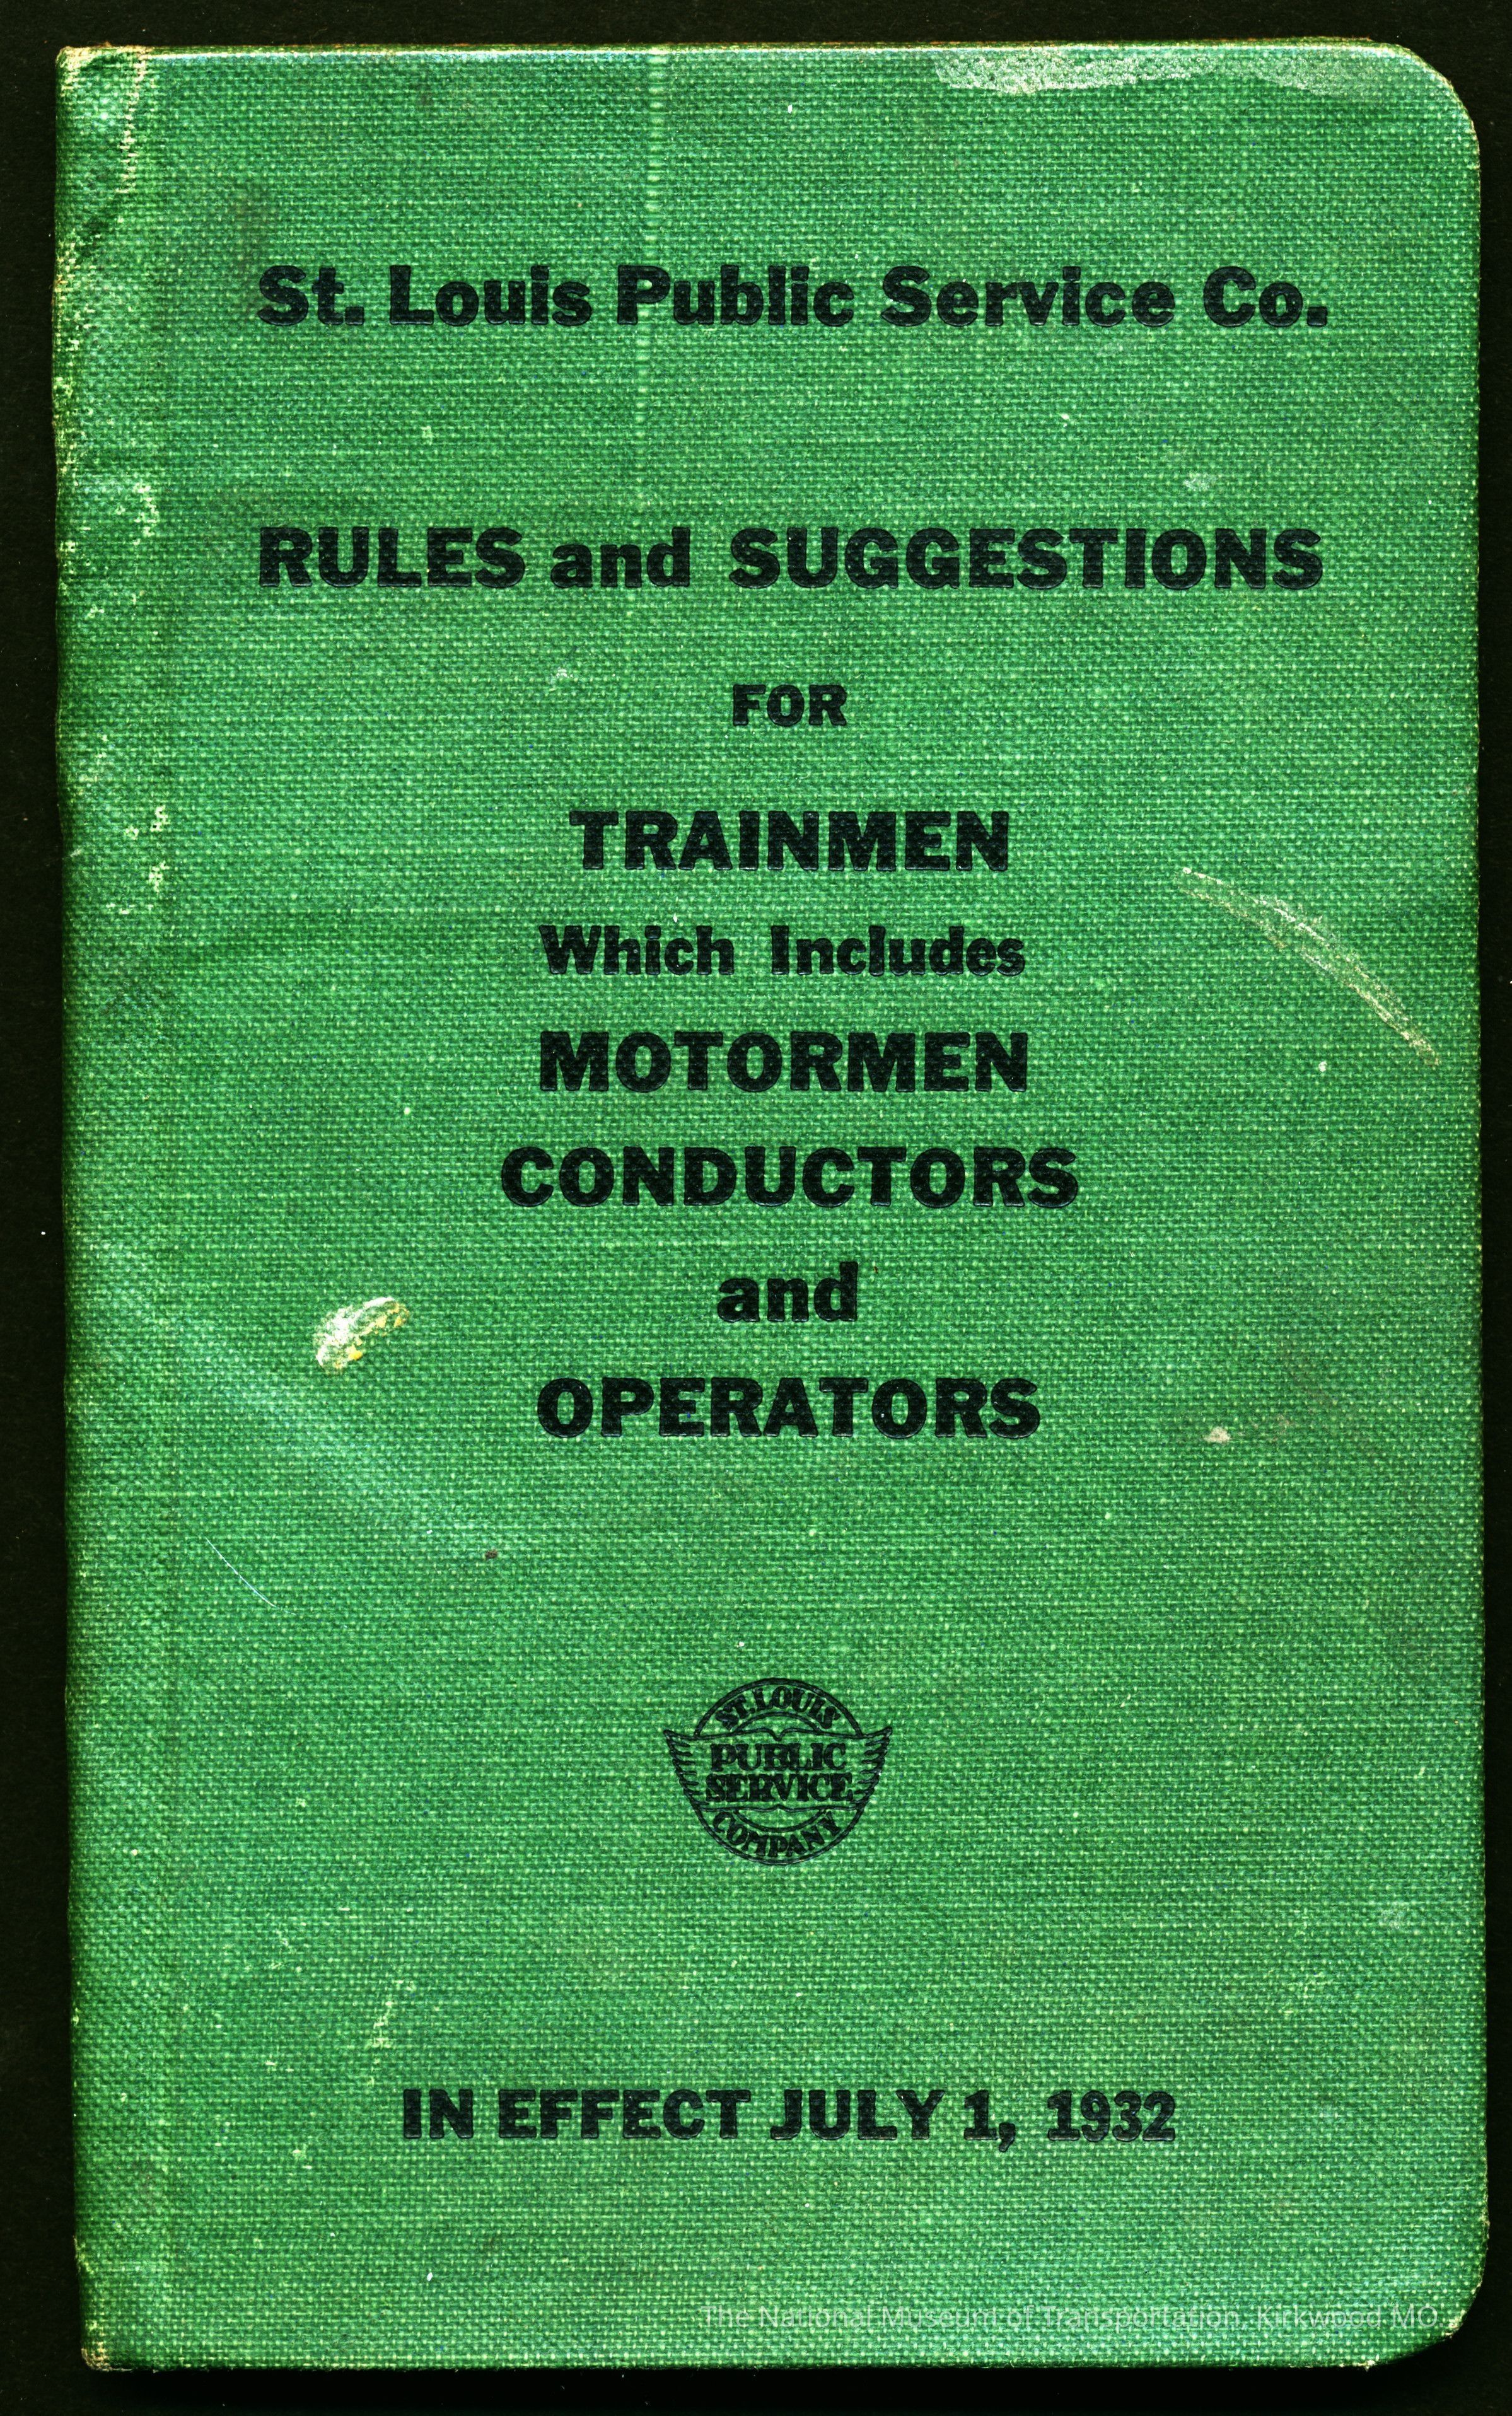 St. Louis Public Service Co.
RULES and SUGGESTIONS
FOR
TRAINMEN
Which Includes
MOTORMEN
CONDUCTORS
and
OPERATORS
ST. LOUIS
PUBLIC
SERVICE
COMPANY
IN EFFECT JULY 1, 1932
The National Museum of Transportation, Kirkwood MO